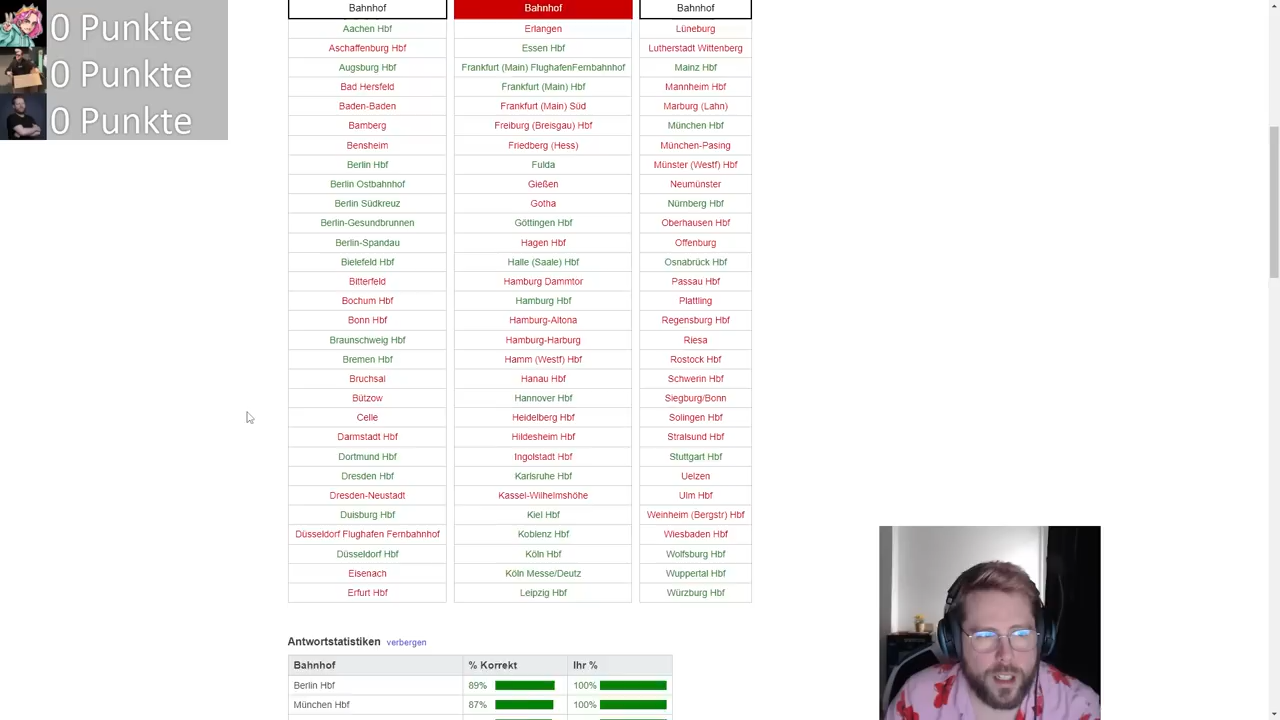 0 Punkte
0 Punkte
0 Punkte
Bahnhof
Aachen Hbf
Aschaffenburg Hbf
Augsburg Hbf
Bad Hersfeld
Baden-Baden
Bamberg
Bensheim
Berlin Hbf
Berlin Ostbahnhof
Berlin Südkreuz
Berlin-Gesundbrunnen
Berlin-Spandau
Bielefeld Hbf
Bitterfeld
Bochum Hbf
Bonn Hbf
Braunschweig Hbf
Bremen Hbf
Bruchsal
Bützow
Celle
Darmstadt Hbf
Dortmund Hbf
Dresden Hbf
Dresden-Neustadt
Duisburg Hbf
Düsseldorf Flughafen Fernbahnhof
Düsseldorf Hbf
Eisenach
Erfurt Hbf
Bahnhof
Erlangen
Essen Hbf
Frankfurt (Main) FlughafenFernbahnhof
Frankfurt (Main) Hbf
Frankfurt (Main) Süd
Freiburg (Breisgau) Hbf
Friedberg (Hess)
Fulda
Gießen
Gotha
Göttingen Hbf
Hagen Hbf
Halle (Saale) Hbf
Hamburg Dammtor
Hamburg Hbf
Hamburg-Altona
Hamburg-Harburg
Hamm (Westf) Hbf
Hanau Hbf
Hannover Hbf
Heidelberg Hbf
Hildesheim Hbf
Ingolstadt Hbf
Karlsruhe Hbf
Kassel-Wilhelmshöhe
Kiel Hbf
Koblenz Hbf
Köln Hbf
Köln Messe/Deutz
Leipzig Hbf
Bahnhof
Lüneburg
Lutherstadt Wittenberg
Mainz Hbf
Mannheim Hbf
Marburg (Lahn)
München Hbf
München-Pasing
Münster (Westf) Hbf
Neumünster
Nürnberg Hbf
Oberhausen Hbf
Offenburg
Osnabrück Hbf
Passau Hbf
Plattling
Regensburg Hbf
Riesa
Rostock Hbf
Schwerin Hbf
Siegburg/Bonn
Solingen Hbf
Stralsund Hbf
Stuttgart Hbf
Uelzen
Ulm Hbf
Weinheim (Bergstr) Hbf
Wiesbaden Hbf
Wolfsburg Hbf
Wuppertal Hbf
Würzburg Hbf
Antwortstatistiken verbergen
Bahnhof % Korrekt Ihr %
Berlin Hbf 89% 100%
München Hbf 87% 100%